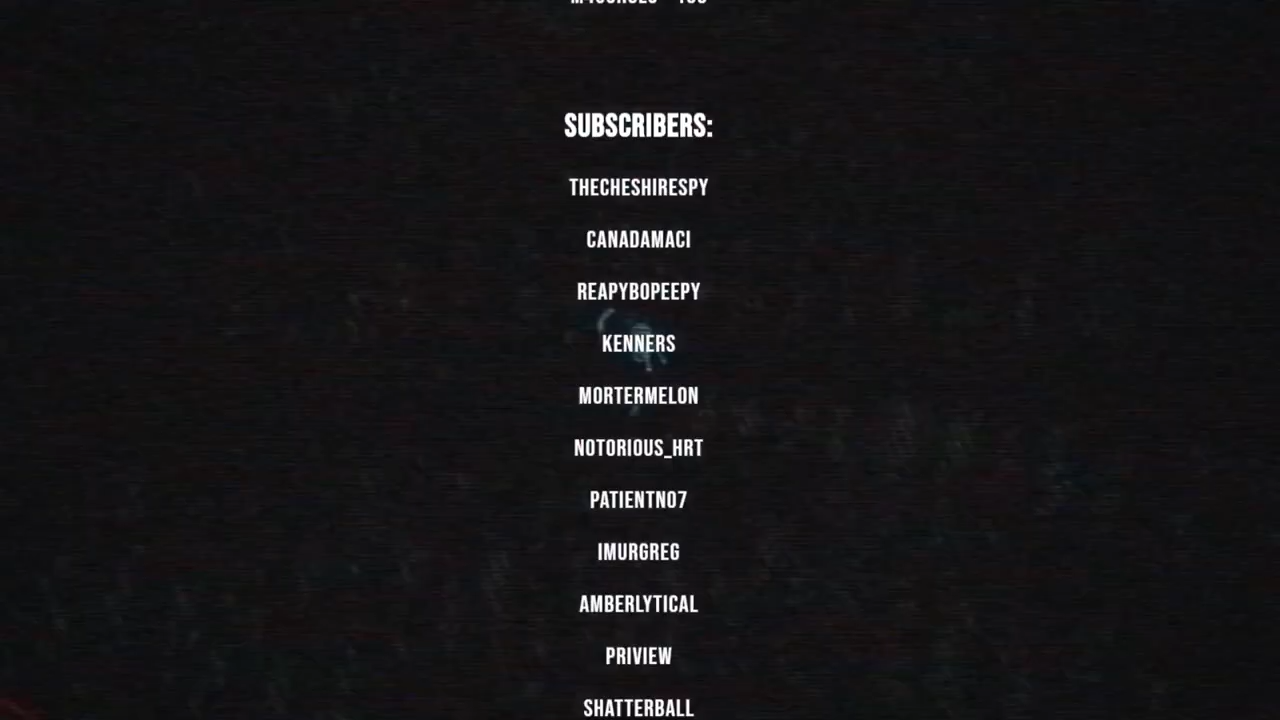 SUBSCRIBERS:
THECHESHIRESPY
CANADAMACI
REAPYBOPEEPY
KENNERS
MORTERMELON
NOTORIOUS_HRT
PATIENTNO7
IMURGREG
AMBERLYTICAL
PRIVIEW
SHATTERBALL